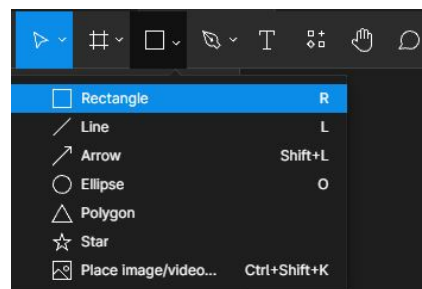 Rectangle R
Line L
Arrow Shift+L
Ellipse O
Polygon
Star
Place image/video... Ctrl+Shift+K